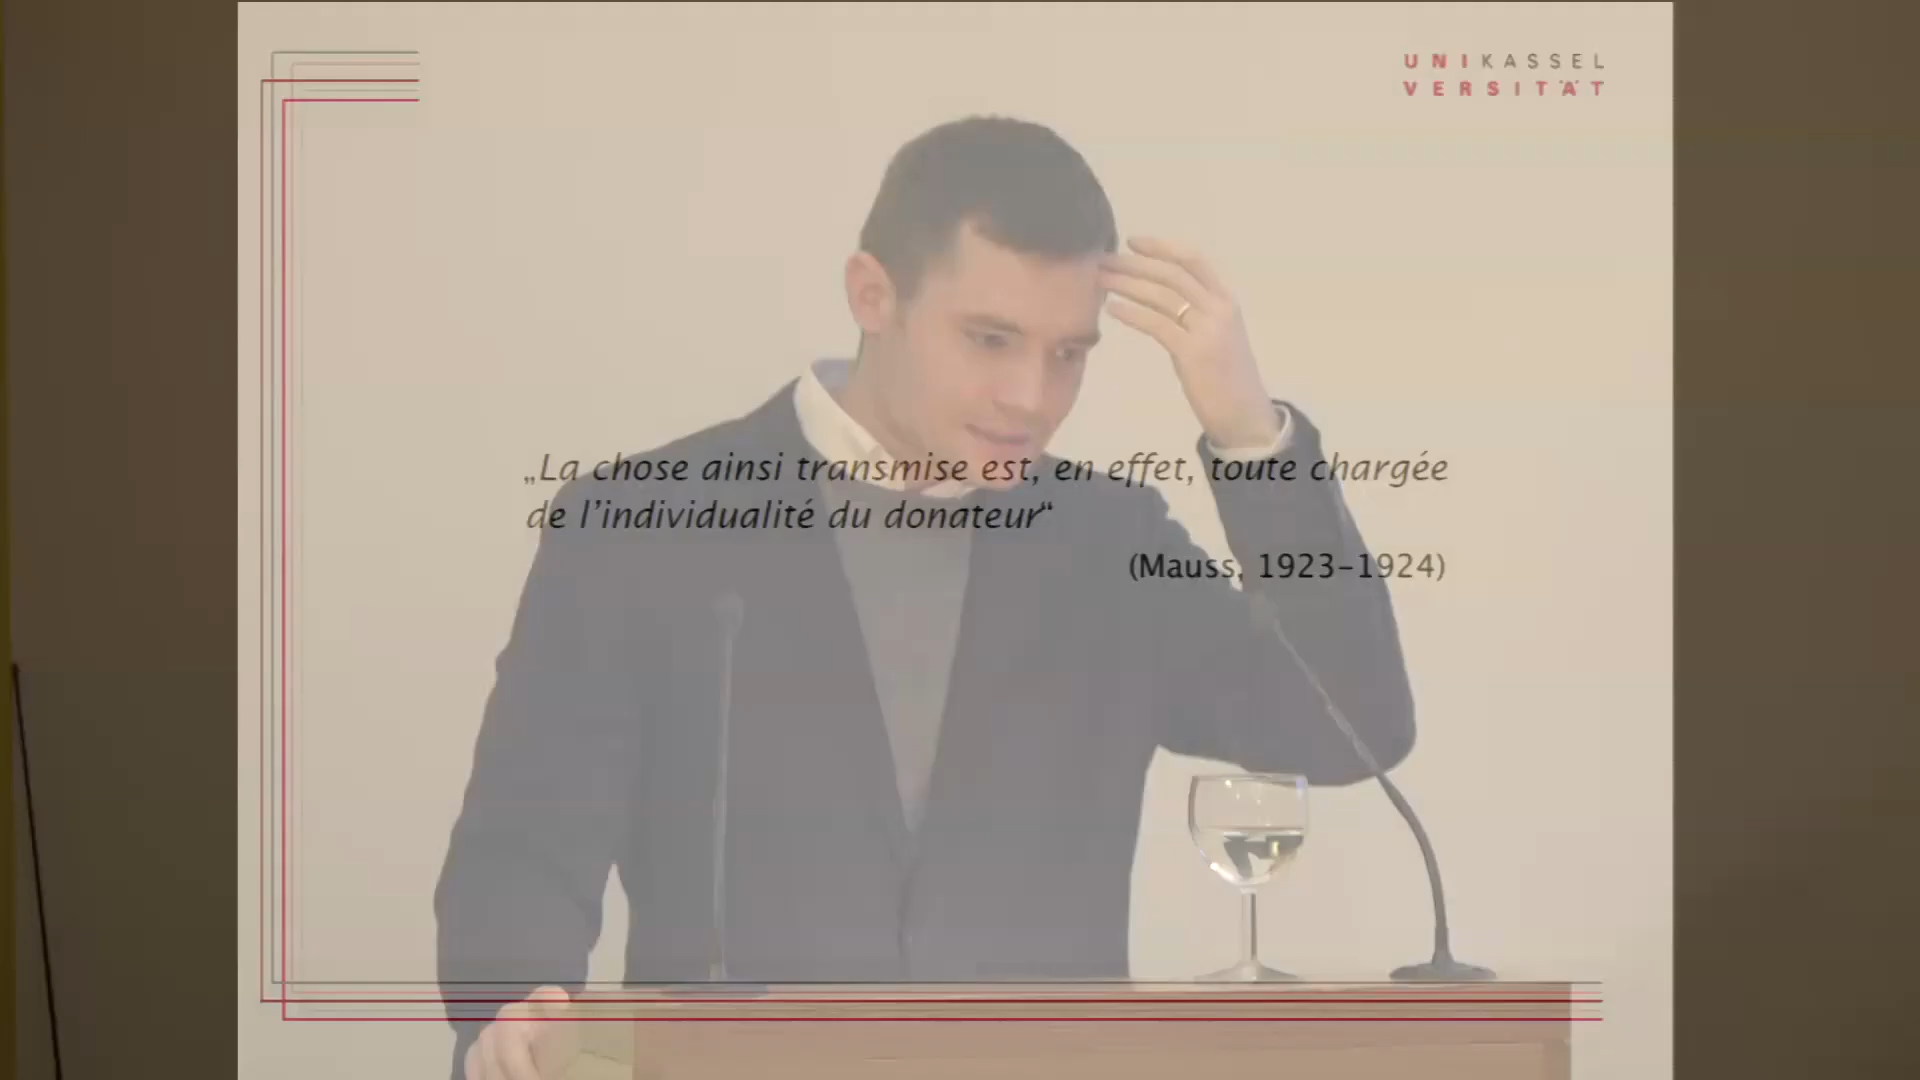 UNIKASSEL
VERSITÄT
„La chose ainsi transmise est, en effet, toute chargée
de l’individualité du donateur“
(Mauss, 1923–1924)